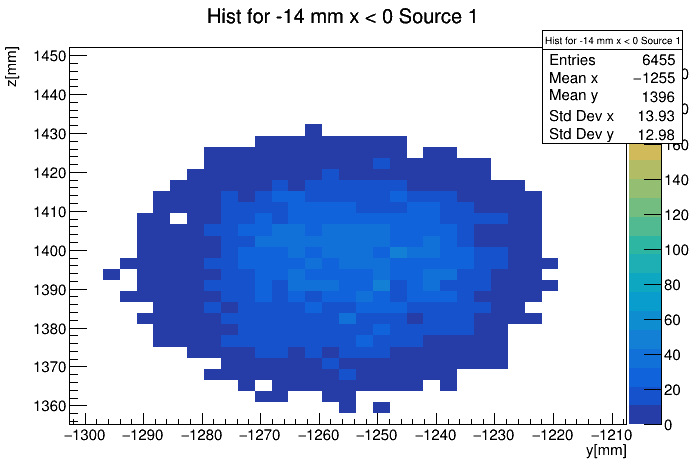 Hist for -14 mm x < 0 Source 1
Hist for -14 mm x < 0 Source 1
Entries 6455
Mean x −1255
Mean y 1396
Std Dev x 13.93
Std Dev y 12.98
z[mm]
1450
1440
1430
1420
1410
1400
1390
1380
1370
1360
−1300 −1290 −1280 −1270 −1260 −1250 −1240 −1230 −1220 −1210
y[mm]
160
140
120
100
80
60
40
20
0